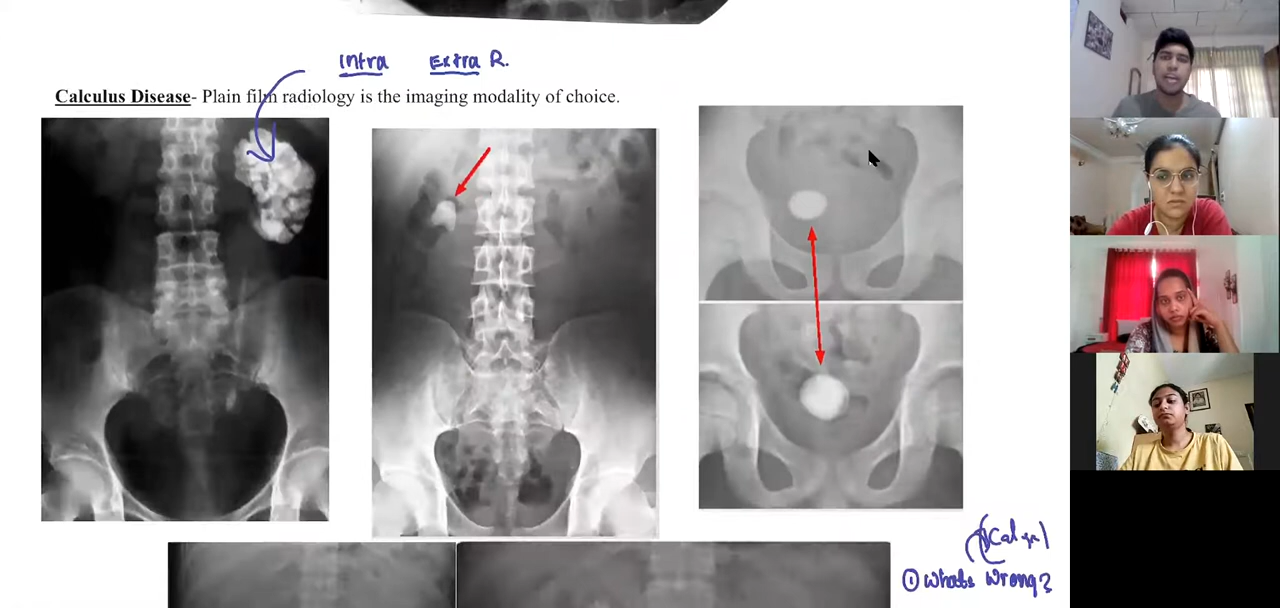 Intra Extra R.
Calculus Disease- Plain film radiology is the imaging modality of choice.
① Whats Wrong?